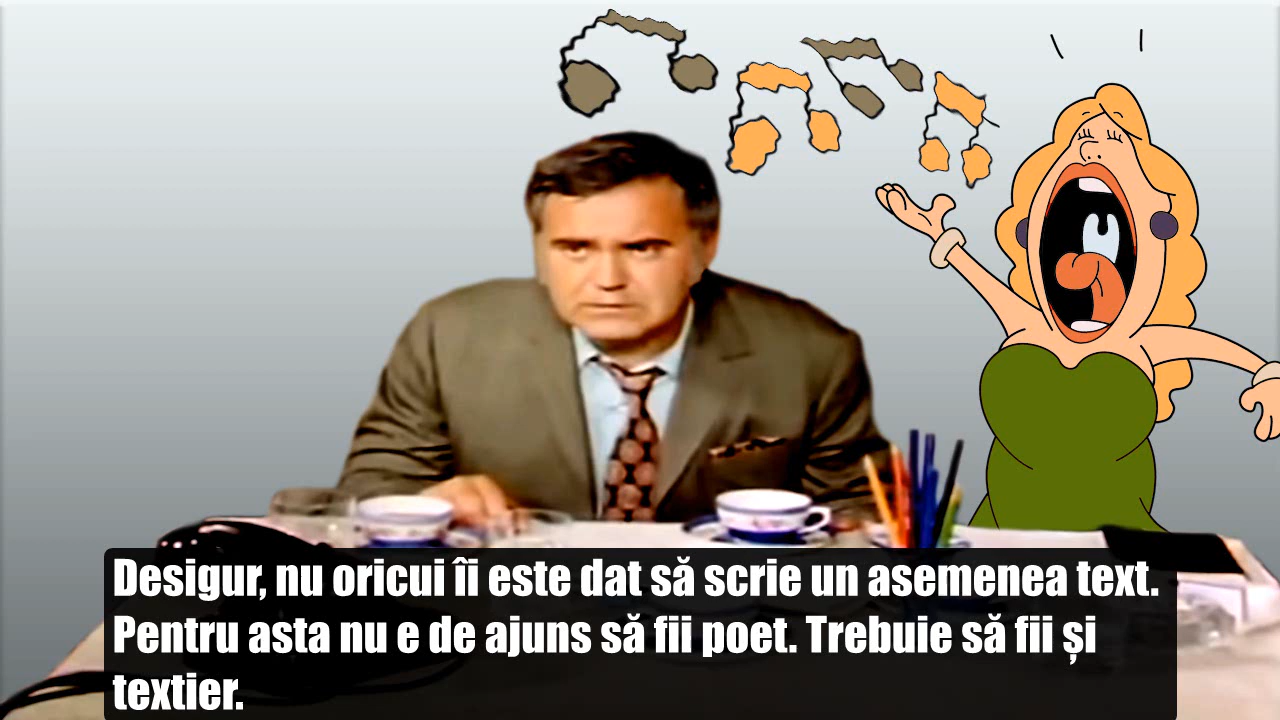 Desigur, nu oricui îi este dat să scrie un asemenea text.
Pentru asta nu e de ajuns să fii poet. Trebuie să fii și
textier.